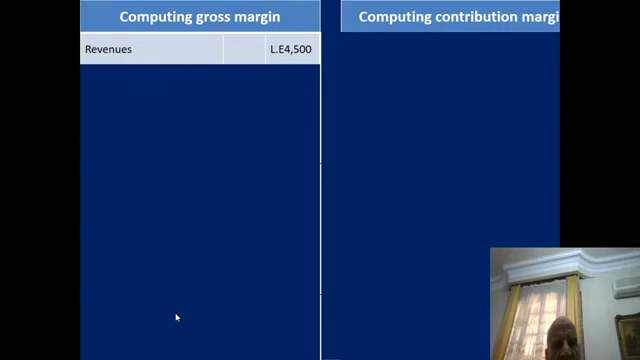 Computing gross margin
Computing contribution margi
Revenues L.E4,500